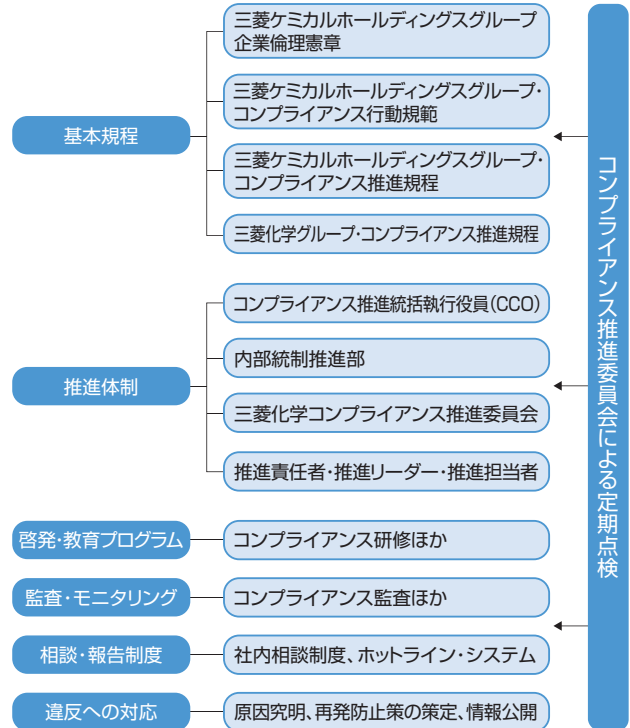 基本規程
三菱ケミカルホールディングスグループ
企業倫理憲章
三菱ケミカルホールディングスグループ・
コンプライアンス行動規範
三菱ケミカルホールディングスグループ・
コンプライアンス推進規程
三菱化学グループ・コンプライアンス推進規程
推進体制
コンプライアンス推進統括執行役員(CCO)
内部統制推進部
三菱化学コンプライアンス推進委員会
推進責任者・推進リーダー・推進担当者
啓発・教育プログラム
コンプライアンス研修ほか
監査・モニタリング
コンプライアンス監査ほか
相談・報告制度
社内相談制度、ホットライン・システム
違反への対応
原因究明、再発防止策の策定、情報公開
コンプライアンス推進委員会による定期点検